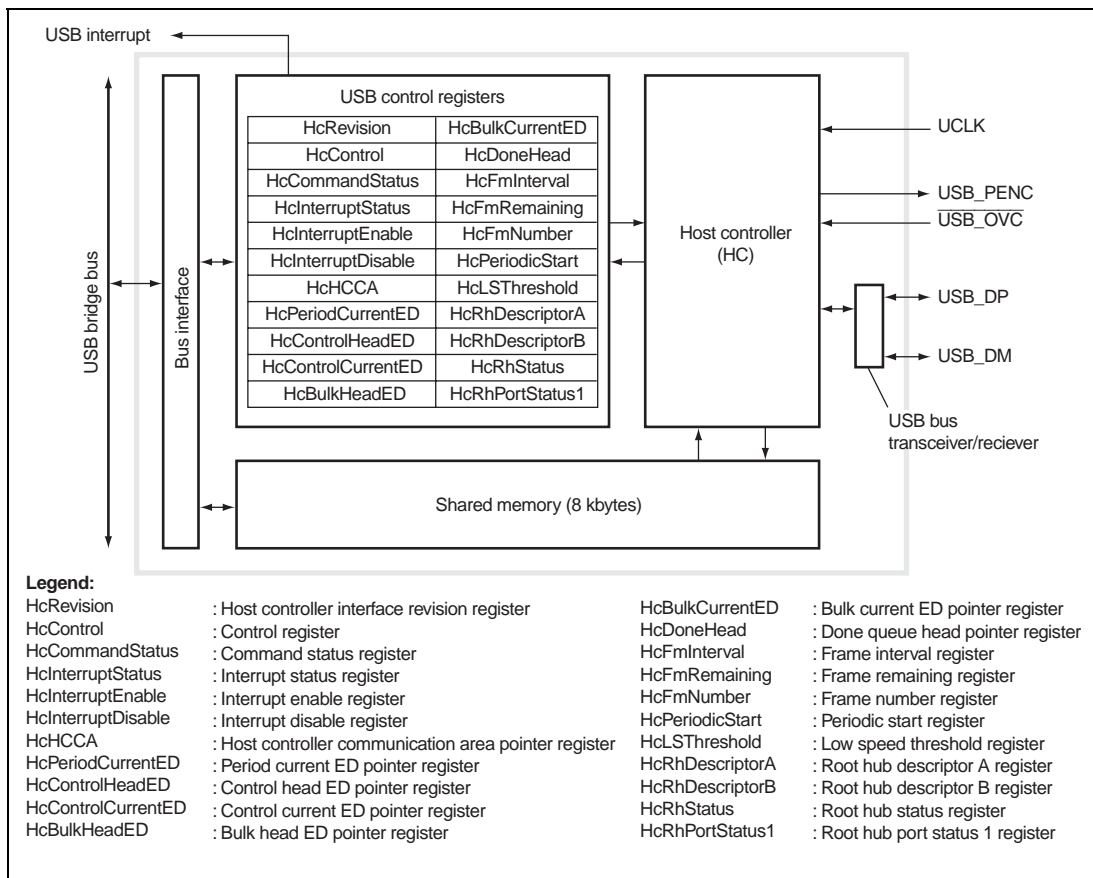 USB interrupt
USB control registers
HcRevision HcBulkCurrentED
HcControl HcDoneHead
HcCommandStatus HcFmInterval
HcInterruptStatus HcFmRemaining
HcInterruptEnable HcFmNumber
HcInterruptDisable HcPeriodicStart
HcHCCA HcLSThreshold
HcPeriodCurrentED HcRhDescriptorA
HcControlHeadED HcRhDescriptorB
HcControlCurrentED HcRhStatus
HcBulkHeadED HcRhPortStatus1
USB bridge bus
Bus interface
Host controller
(HC)
UCLK
USB_PENC
USB_OVC
USB_DP
USB_DM
USB bus
transceiver/reciever
Shared memory (8 kbytes)
Legend:
HcRevision : Host controller interface revision register
HcControl : Control register
HcCommandStatus : Command status register
HcInterruptStatus : Interrupt status register
HcInterruptEnable : Interrupt enable register
HcInterruptDisable : Interrupt disable register
HcHCCA : Host controller communication area pointer register
HcPeriodCurrentED : Period current ED pointer register
HcControlHeadED : Control head ED pointer register
HcControlCurrentED : Control current ED pointer register
HcBulkHeadED : Bulk head ED pointer register
HcBulkCurrentED : Bulk current ED pointer register
HcDoneHead : Done queue head pointer register
HcFmInterval : Frame interval register
HcFmRemaining : Frame remaining register
HcFmNumber : Frame number register
HcPeriodicStart : Periodic start register
HcLSThreshold : Low speed threshold register
HcRhDescriptorA : Root hub descriptor A register
HcRhDescriptorB : Root hub descriptor B register
HcRhStatus : Root hub status register
HcRhPortStatus1 : Root hub port status 1 register